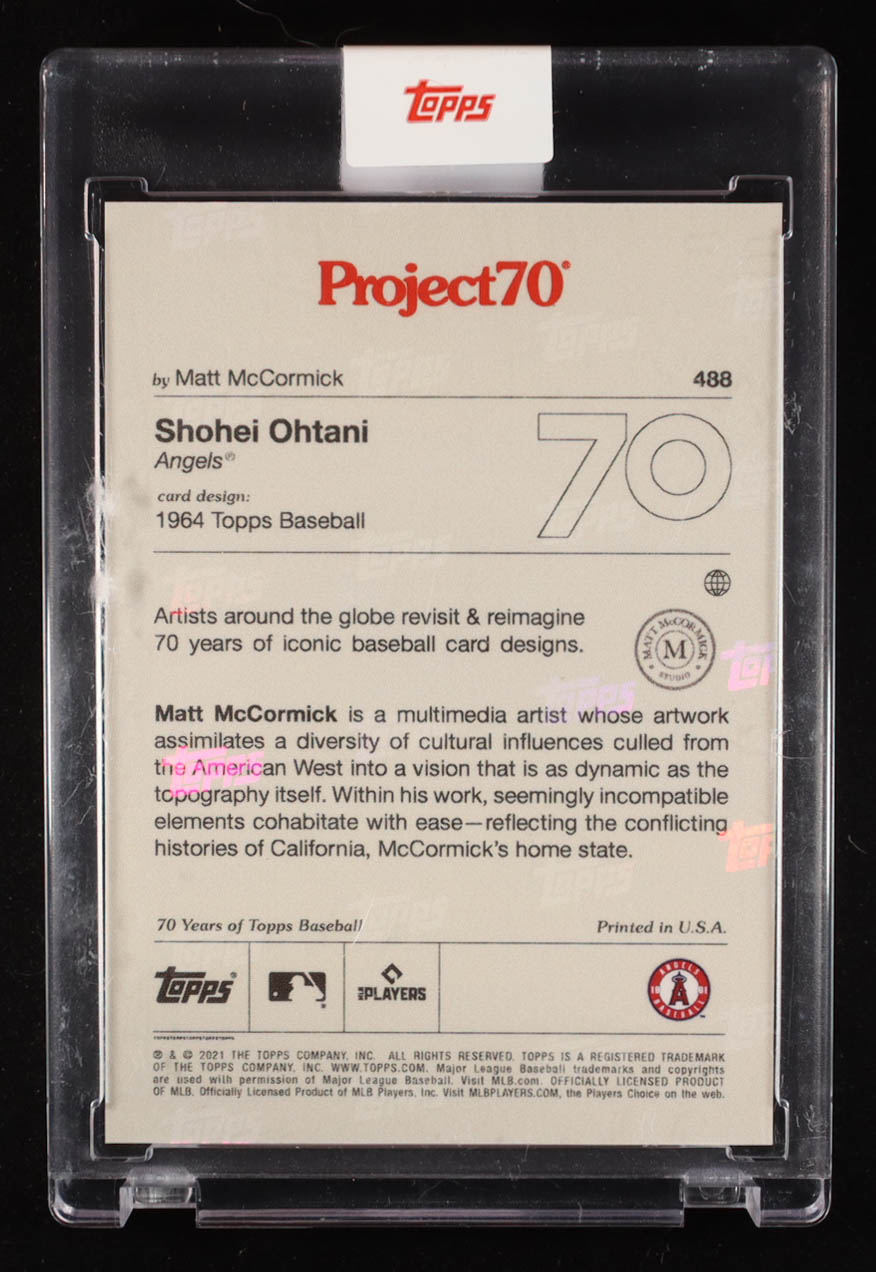 TOPPS
Project70®
by Matt McCormick 488
Shohei Ohtani
Angels®
card design:
1964 Topps Baseball
70
Artists around the globe revisit & reimagine
70 years of iconic baseball card designs.
MATT McCORMICK
M
STUDIO
Matt McCormick is a multimedia artist whose artwork
assimilates a diversity of cultural influences culled from
the American West into a vision that is as dynamic as the
topography itself. Within his work, seemingly incompatible
elements cohabitate with ease—reflecting the conflicting
histories of California, McCormick's home state.
70 Years of Topps Baseball Printed in U.S.A.
TOPPS® PLAYERS ANGELS A BASEBALL
® & © 2021 THE TOPPS COMPANY, INC. ALL RIGHTS RESERVED. TOPPS IS A REGISTERED TRADEMARK
OF THE TOPPS COMPANY, INC. WWW.TOPPS.COM. Major League Baseball trademarks and copyrights
are used with permission of Major League Baseball. Visit MLB.com. OFFICIALLY LICENSED PRODUCT
OF MLB. Officially Licensed Product of MLB Players, Inc. Visit MLBPLAYERS.COM, the Players Choice on the web.